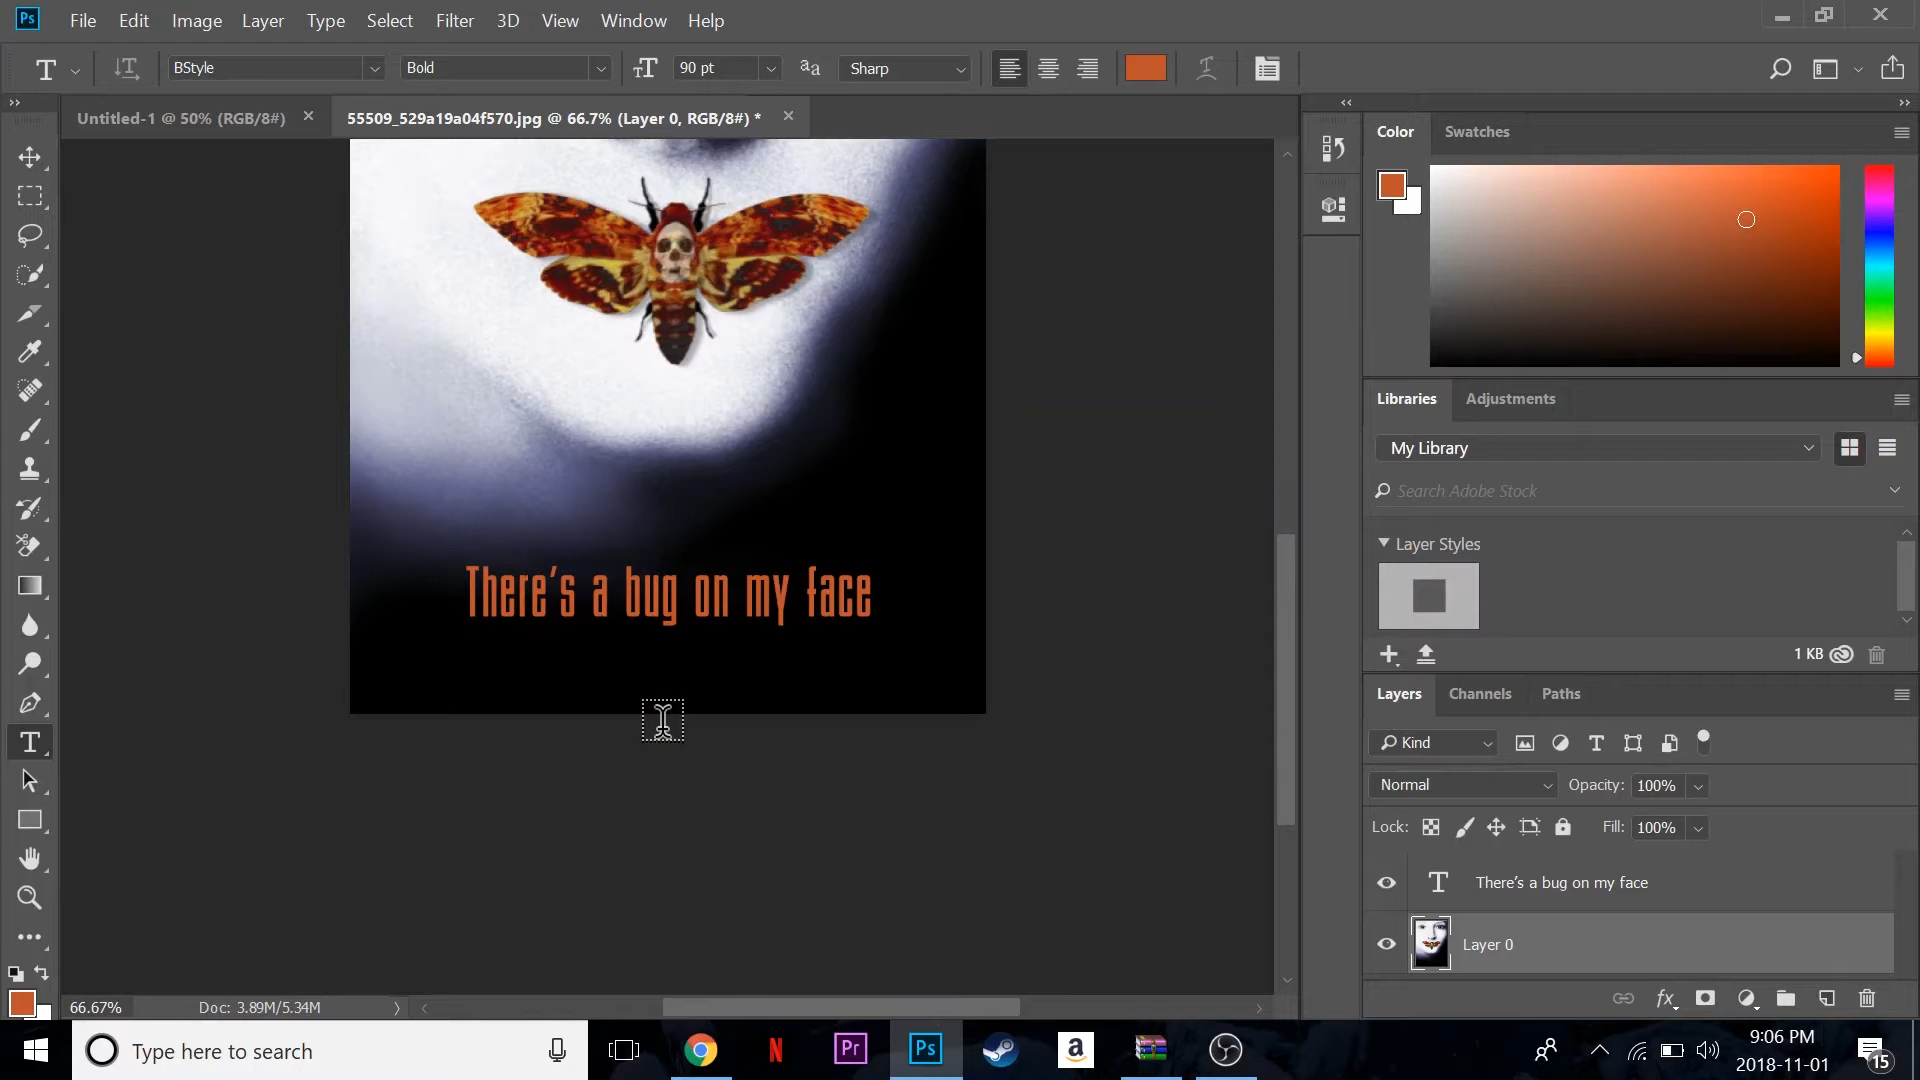 Ps File Edit Image Layer Type Select Filter 3D View Window Help
T BStyle Bold 90 pt aa Sharp
Untitled-1 @ 50% (RGB/8#) 55509_529a19a04f570.jpg @ 66.7% (Layer 0, RGB/8#) *
Color Swatches
Libraries Adjustments
My Library
Search Adobe Stock
Layer Styles
There's a bug on my face
1 KB
Layers Channels Paths
Kind
Normal Opacity: 100%
Lock: Fill: 100%
There's a bug on my face
Layer 0
66.67% Doc: 3.89M/5.34M
Type here to search
N Pr Ps a
9:06 PM
2018-11-01
15